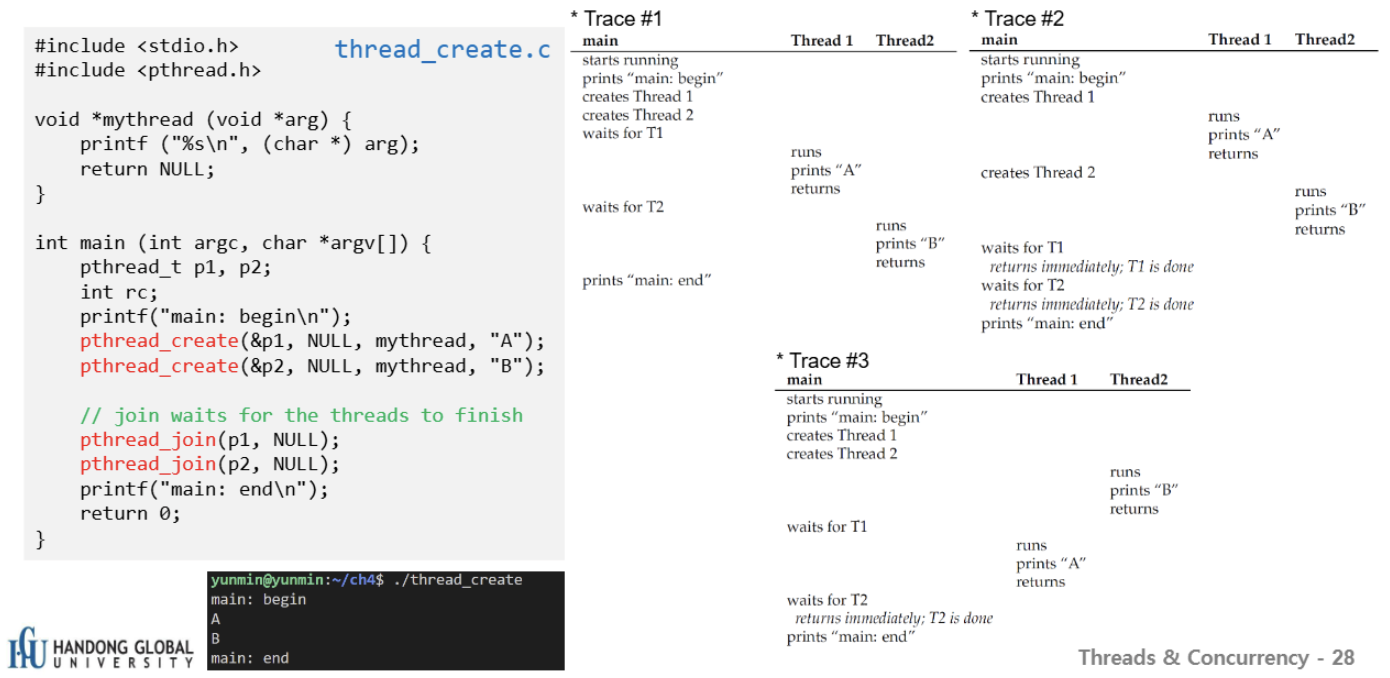 thread_create.c
#include <stdio.h>
#include <pthread.h>
void *mythread (void *arg) {
printf ("%s\n", (char *) arg);
return NULL;
}
int main (int argc, char *argv[]) {
pthread_t p1, p2;
int rc;
printf("main: begin\n");
pthread_create(&p1, NULL, mythread, "A");
pthread_create(&p2, NULL, mythread, "B");
// join waits for the threads to finish
pthread_join(p1, NULL);
pthread_join(p2, NULL);
printf("main: end\n");
return 0;
}
yunmin@yunmin:~/ch4$ ./thread_create
main: begin
A
B
main: end
* Trace #1
main Thread 1 Thread2
starts running
prints “main: begin”
creates Thread 1
creates Thread 2
waits for T1
runs
prints “A”
returns
waits for T2
runs
prints “B”
returns
prints “main: end”
* Trace #2
main Thread 1 Thread2
starts running
prints “main: begin”
creates Thread 1
runs
prints “A”
returns
creates Thread 2
runs
prints “B”
returns
waits for T1
returns immediately; T1 is done
waits for T2
returns immediately; T2 is done
prints “main: end”
* Trace #3
main Thread 1 Thread2
starts running
prints “main: begin”
creates Thread 1
creates Thread 2
runs
prints “B”
returns
waits for T1
runs
prints “A”
returns
waits for T2
returns immediately; T2 is done
prints “main: end”
HGU HANDONG GLOBAL
UNIVERSITY
Threads & Concurrency - 28